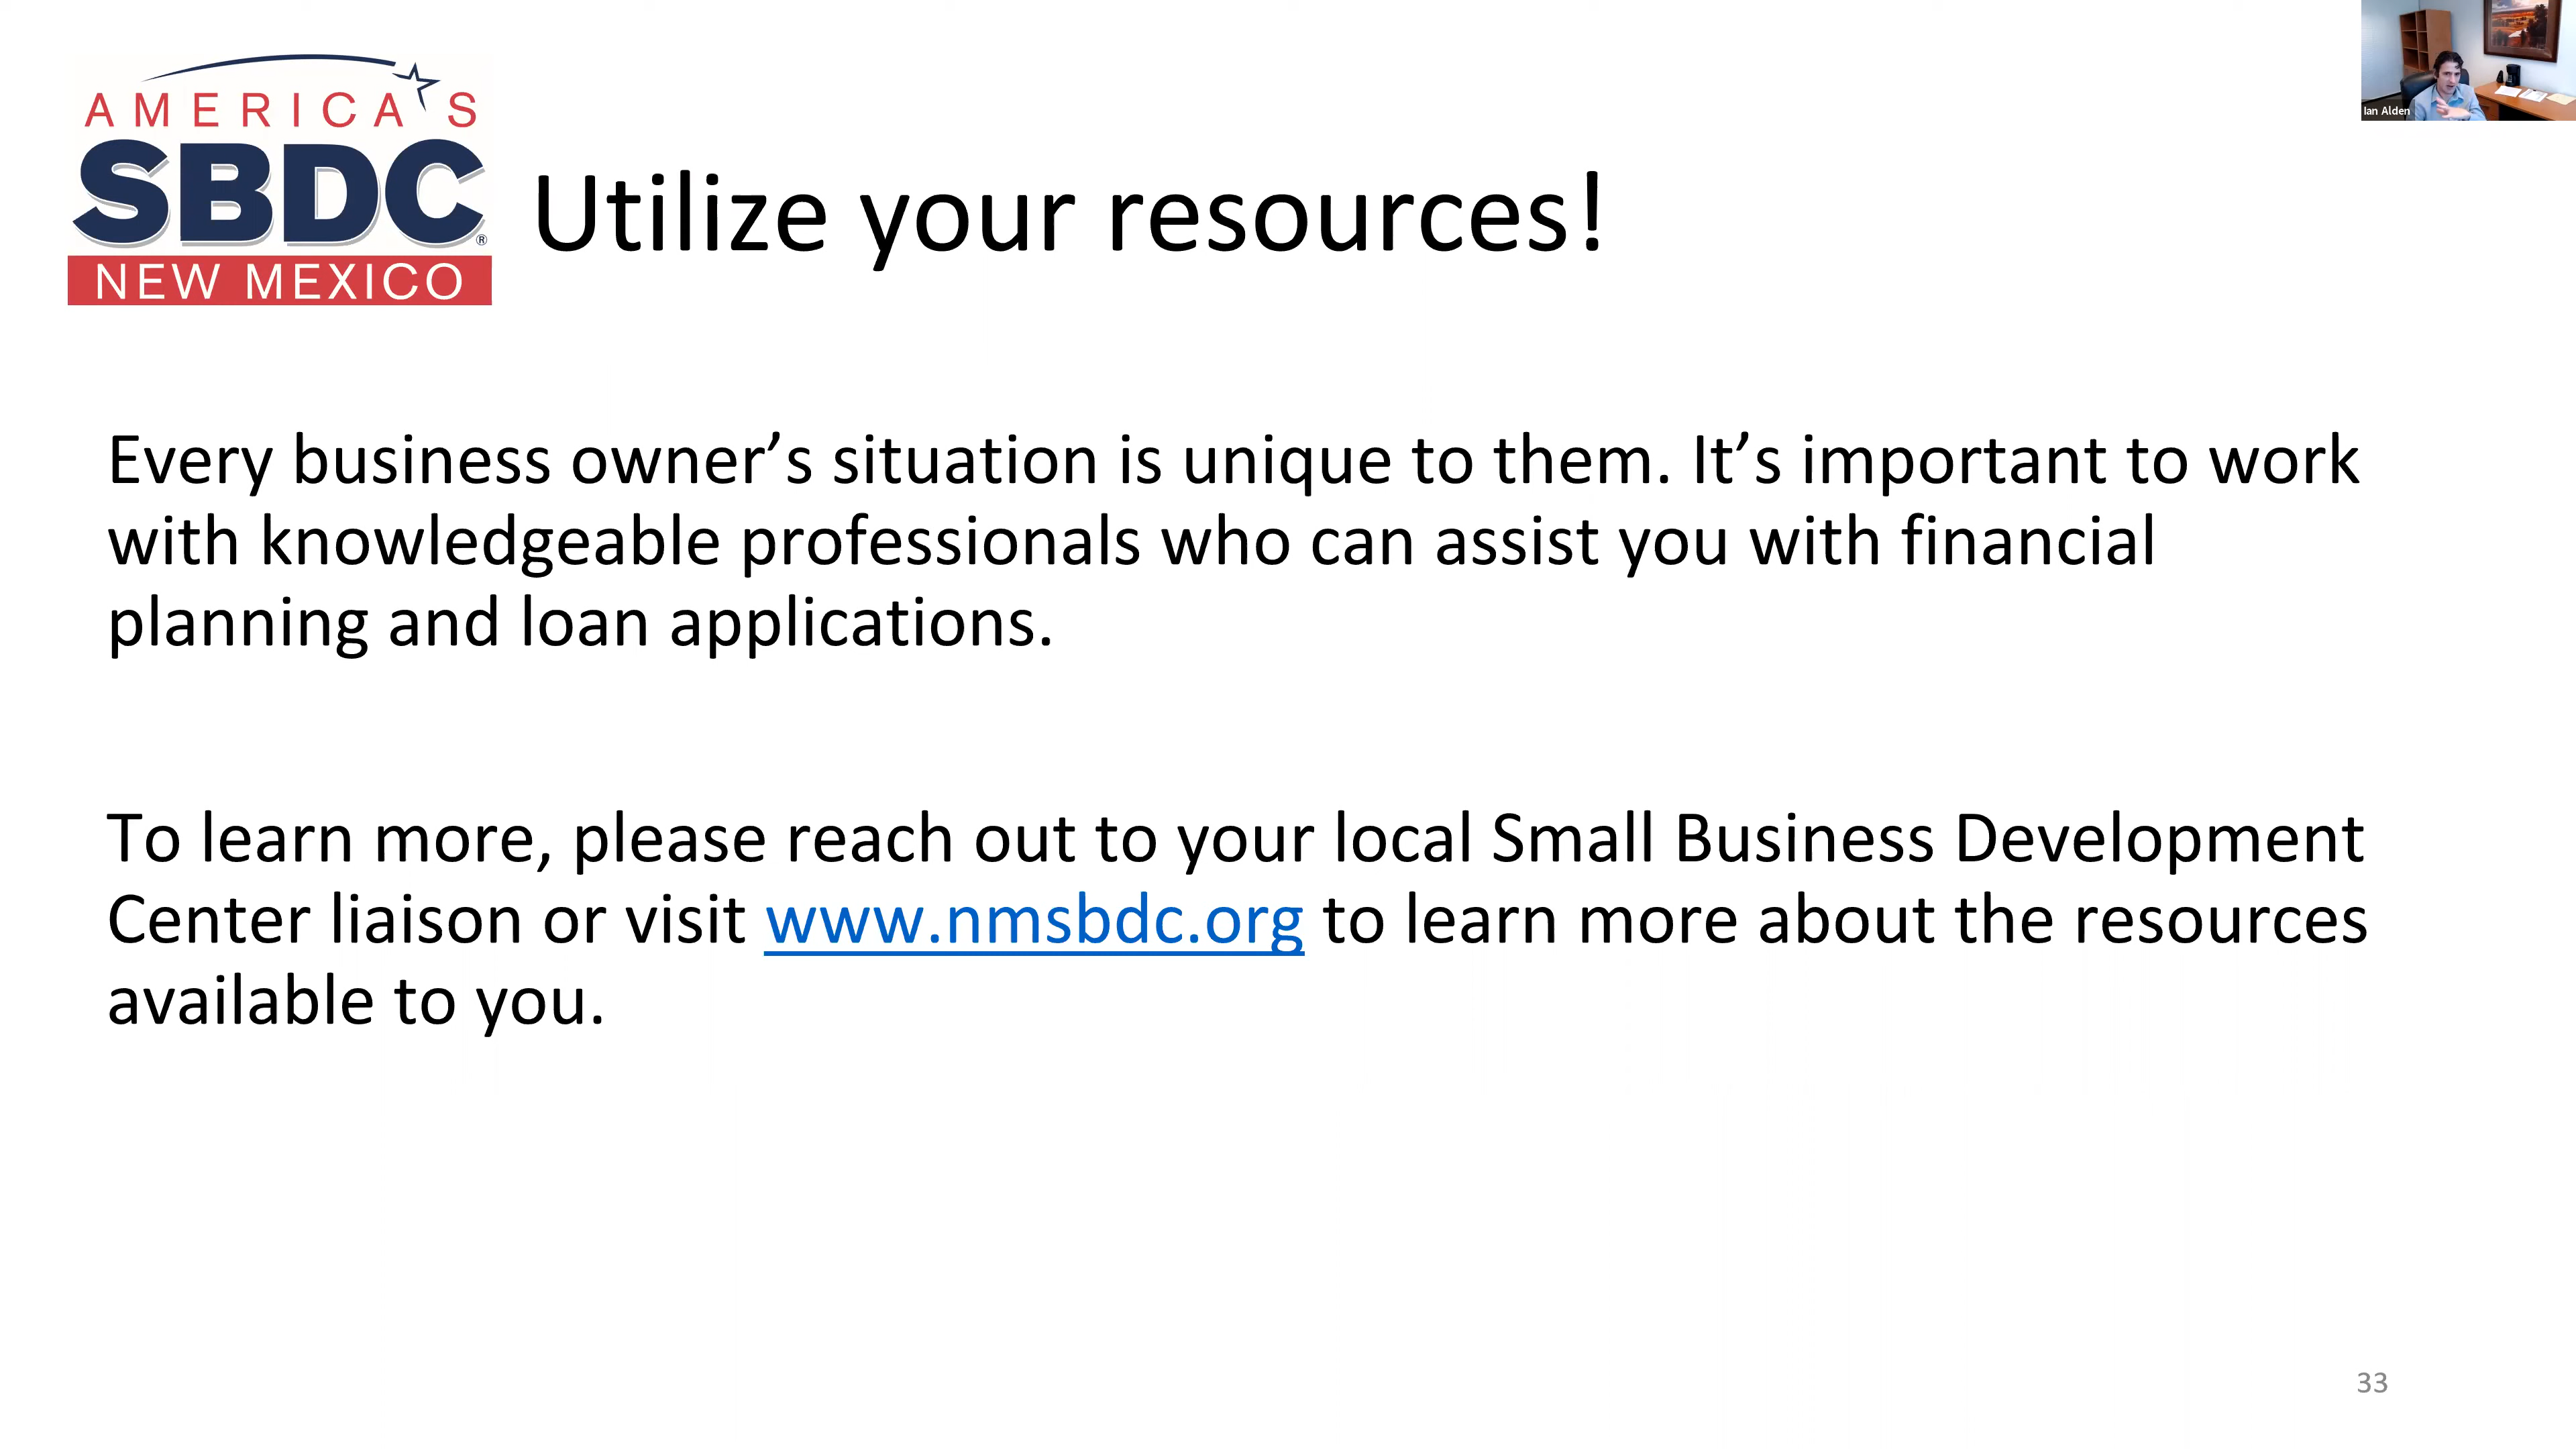 AMERICA'S
SBDC®
NEW MEXICO
Ian Alden
Utilize your resources!
Every business owner’s situation is unique to them. It’s important to work
with knowledgeable professionals who can assist you with financial
planning and loan applications.
To learn more, please reach out to your local Small Business Development
Center liaison or visit www.nmsbdc.org to learn more about the resources
available to you.
33